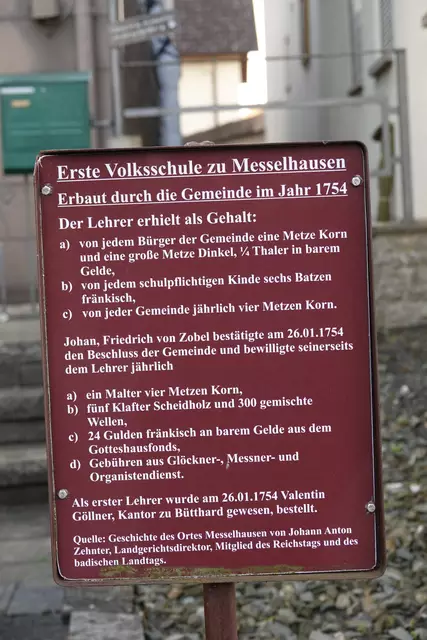 Erste Volksschule zu Messelhausen
Erbaut durch die Gemeinde im Jahr 1754
Der Lehrer erhielt als Gehalt:
a) von jedem Bürger der Gemeinde eine Metze Korn
und eine große Metze Dinkel, ¼ Thaler in barem
Gelde,
b) von jedem schulpflichtigen Kinde sechs Batzen
fränkisch,
c) von jeder Gemeinde jährlich vier Metzen Korn.
Johan, Friedrich von Zobel bestätigte am 26.01.1754
den Beschluss der Gemeinde und bewilligte seinerseits
dem Lehrer jährlich
a) ein Malter vier Metzen Korn,
b) fünf Klafter Scheidholz und 300 gemischte
Wellen,
c) 24 Gulden fränkisch an barem Gelde aus dem
Gotteshausfonds,
d) Gebühren aus Glöckner-, Messner- und
Organistendienst.
Als erster Lehrer wurde am 26.01.1754 Valentin
Göllner, Kantor zu Bütthard gewesen, bestellt.
Quelle: Geschichte des Ortes Messelhausen von Johann Anton
Zehnter, Landgerichtsdirektor, Mitglied des Reichstags und des
badischen Landtags.